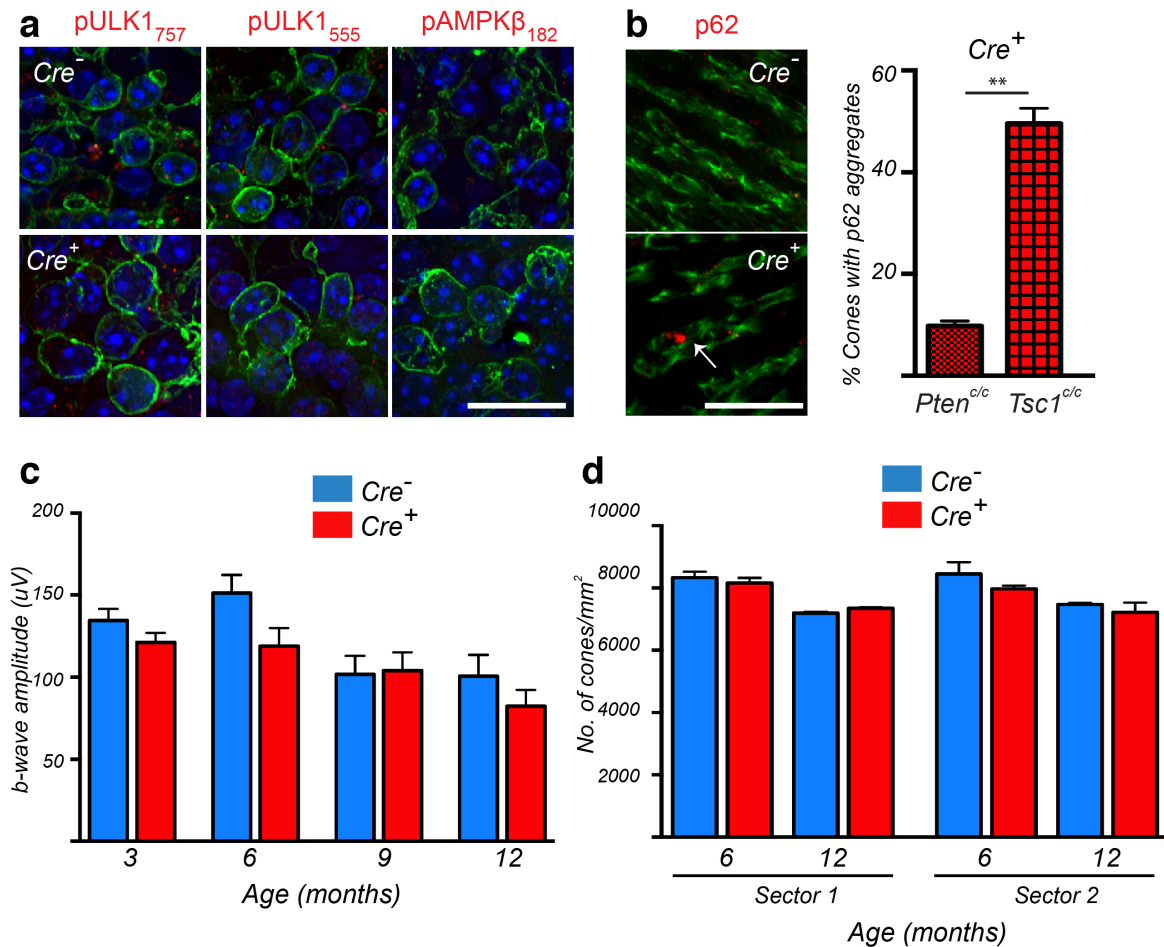 a
pULK1757
pULK1555
pAMPKβ182
Cre-
Cre+
b
p62
Cre-
Cre+
Cre+
**
60
40
20
% Cones with p62 aggregates
Ptenc/c
Tsc1c/c
c
Cre-
Cre+
200
150
100
50
b-wave amplitude (uV)
3 6 9 12
Age (months)
d
Cre-
Cre+
10000
8000
6000
4000
2000
No. of cones/mm2
6 12 6 12
Sector 1 Sector 2
Age (months)